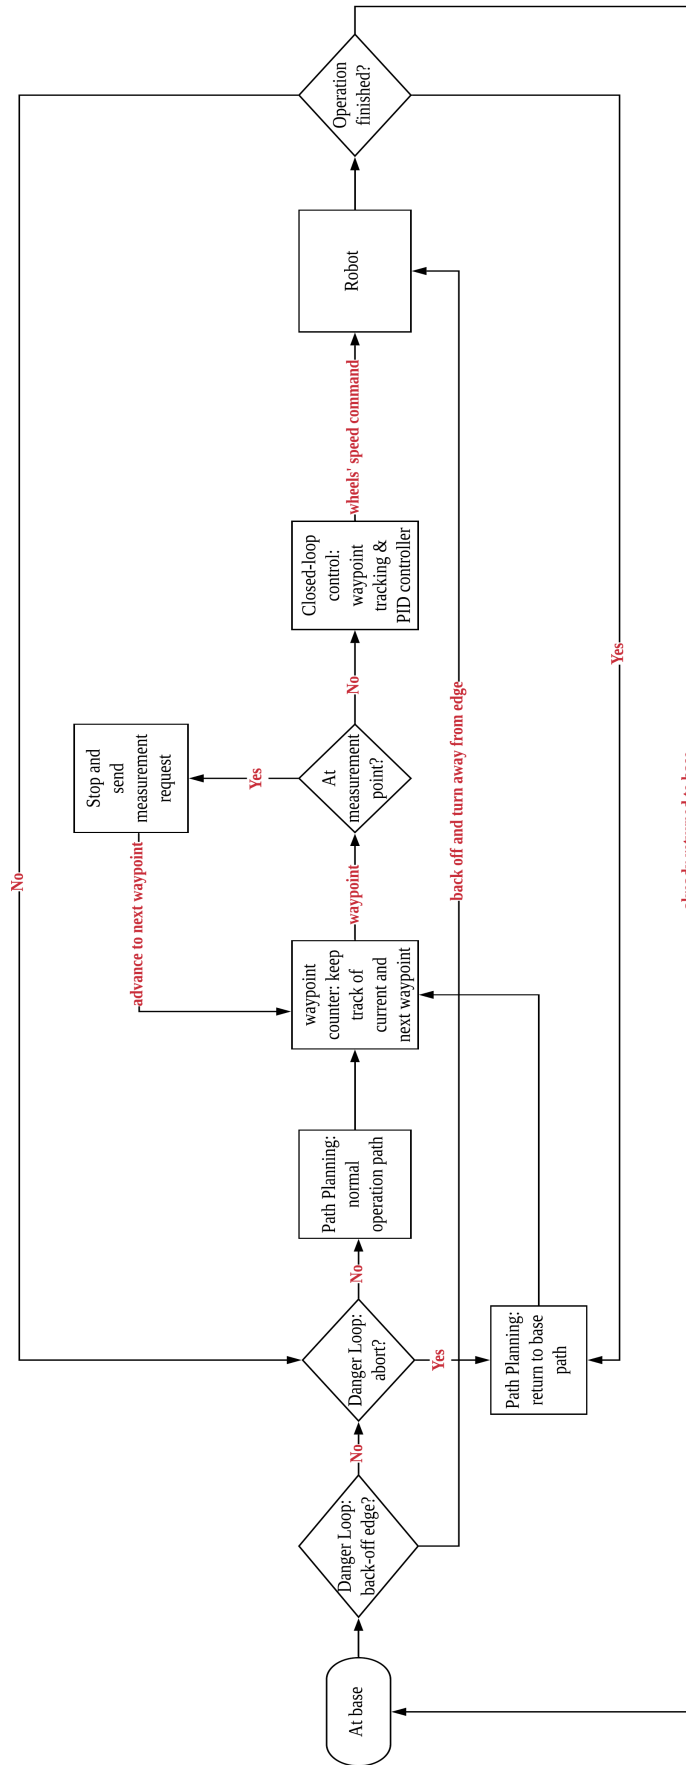 At base
Danger Loop:
back-off edge?
No
Danger Loop:
abort?
No
Yes
Path Planning:
normal
operation path
Path Planning:
return to base
path
waypoint
counter: keep
track of
current and
next waypoint
advance to next waypoint
waypoint
At
measurement
point?
Yes
Stop and
send
measurement
request
No
Closed-loop
control:
waypoint
tracking &
PID controller
wheels' speed command
Robot
back off and turn away from edge
Operation
finished?
No
Yes